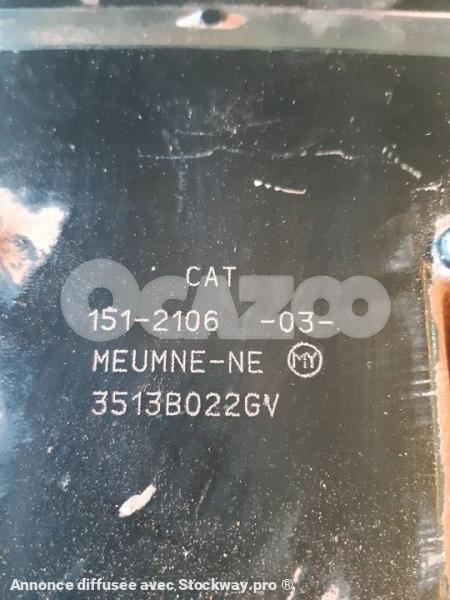 CAT
151-2106 -03-
MEUMNE-NE MY
3513B022GV
OCAZOO
Annonce diffusée avec Stockway.pro ®